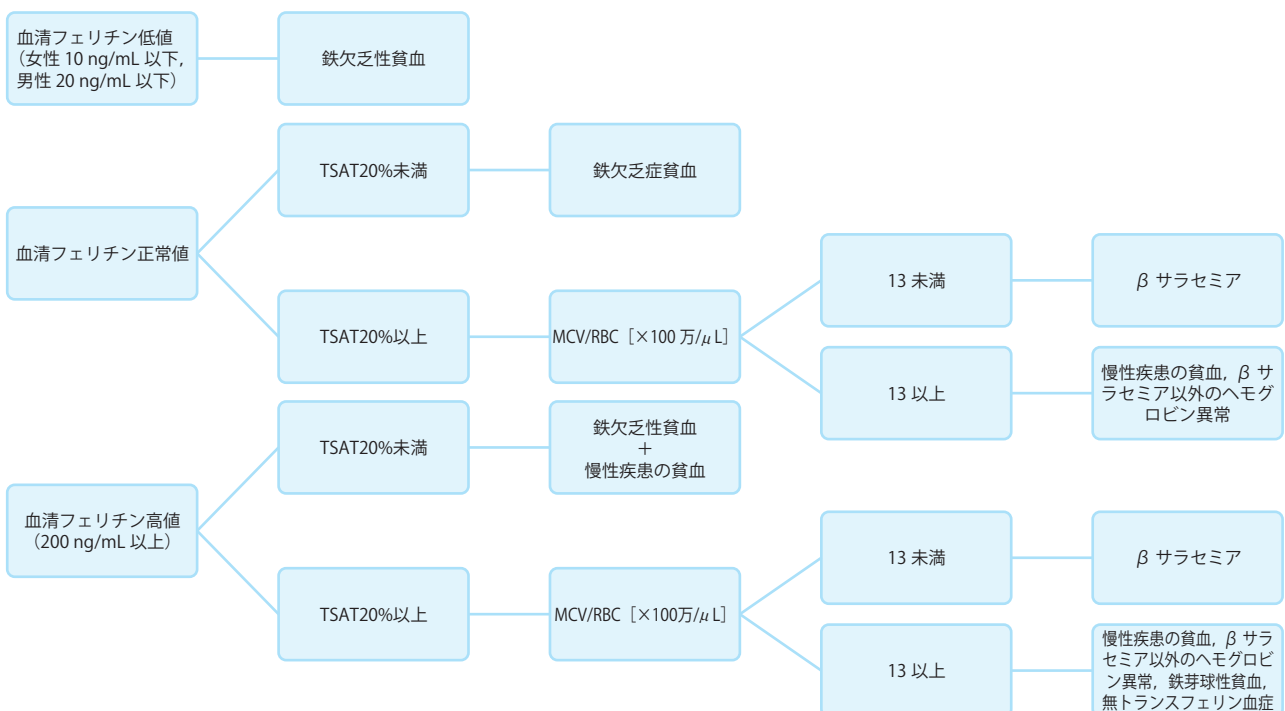 血清フェリチン低値
（女性 10 ng/mL 以下,
男性 20 ng/mL 以下）
鉄欠乏性貧血
血清フェリチン正常値
TSAT20%未満
鉄欠乏症貧血
TSAT20%以上
MCV/RBC［×100 万/μL］
13 未満
β サラセミア
13 以上
慢性疾患の貧血，β サ
ラセミア以外のヘモグ
ロビン異常
血清フェリチン高値
（200 ng/mL 以上）
TSAT20%未満
鉄欠乏性貧血
＋
慢性疾患の貧血
TSAT20%以上
MCV/RBC［×100万/μL］
13 未満
β サラセミア
13 以上
慢性疾患の貧血，β サラ
セミア以外のヘモグロビ
ン異常，鉄芽球性貧血，
無トランスフェリン血症